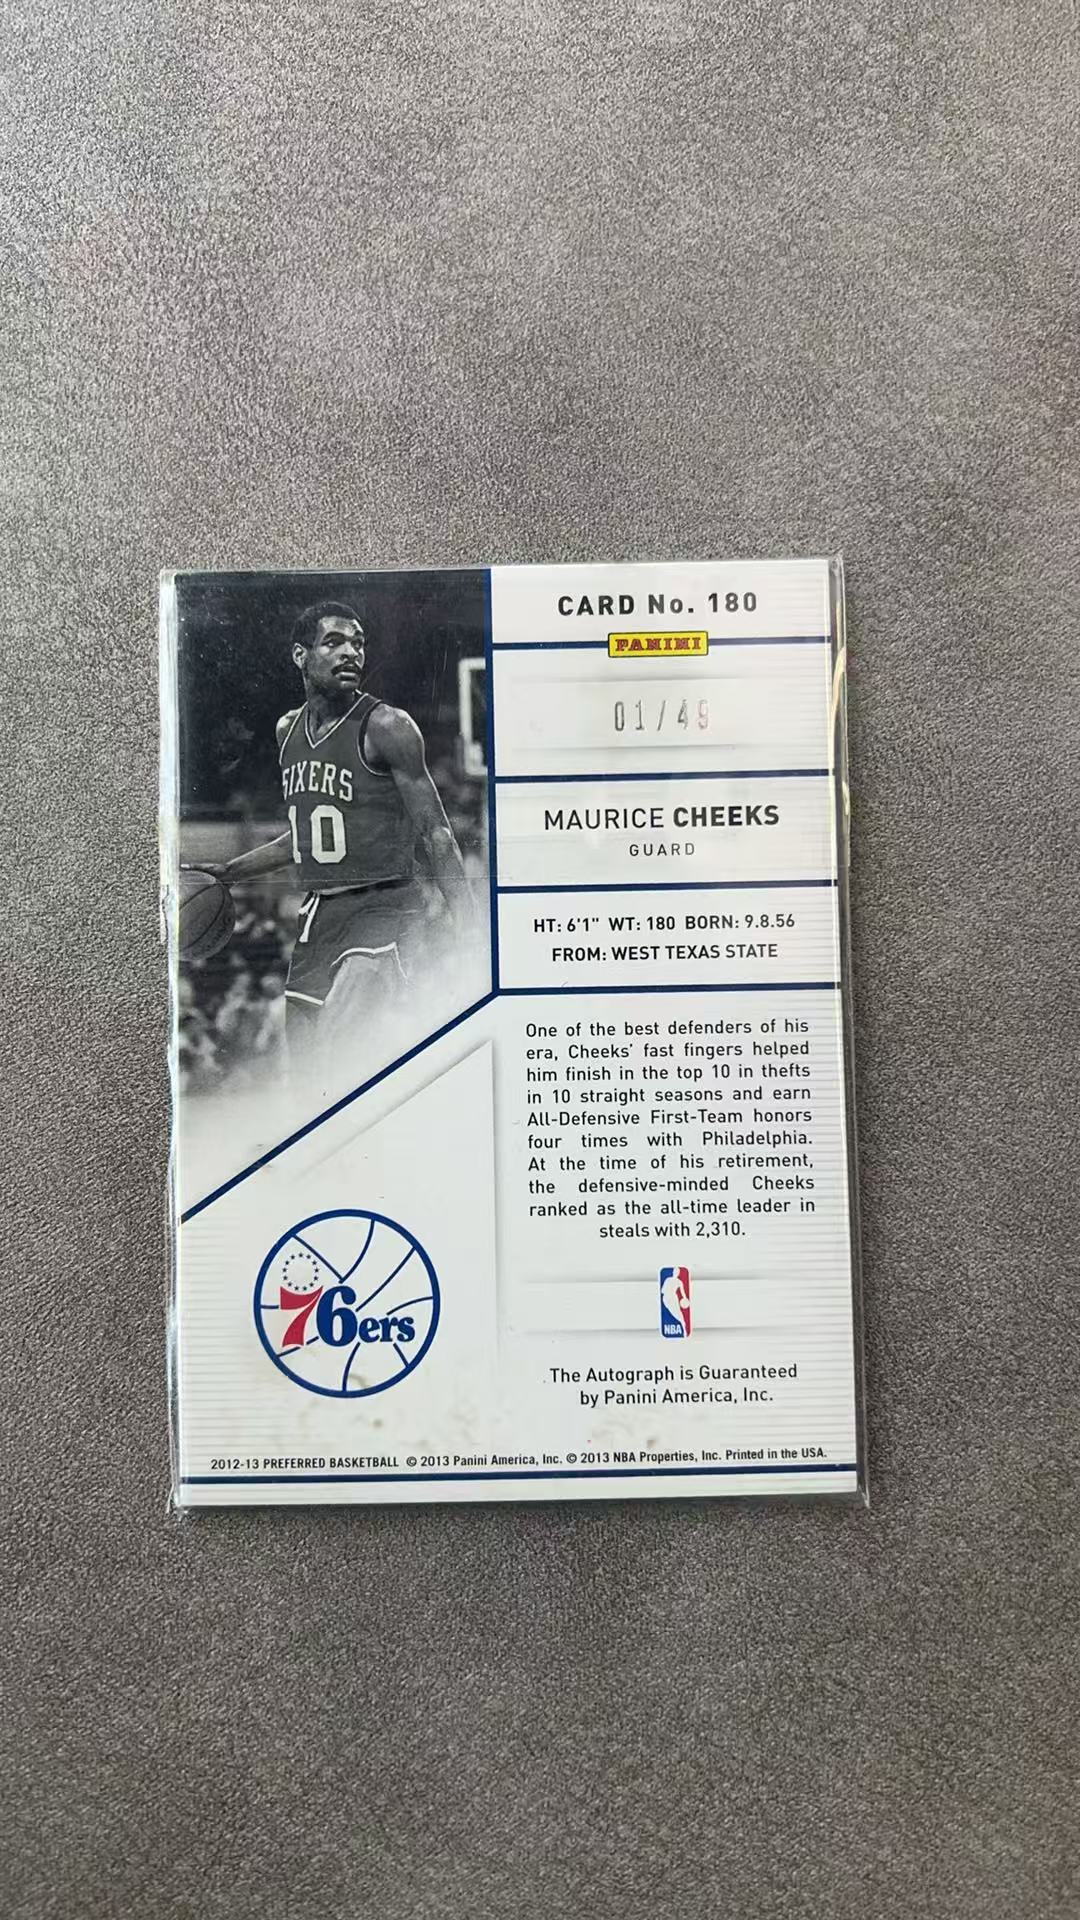 CARD No. 180
PANINI
01/49
SIXERS
10
MAURICE CHEEKS
GUARD
HT: 6'1" WT: 180 BORN: 9.8.56
FROM: WEST TEXAS STATE
One of the best defenders of his
era, Cheeks' fast fingers helped
him finish in the top 10 in thefts
in 10 straight seasons and earn
All-Defensive First-Team honors
four times with Philadelphia.
At the time of his retirement,
the defensive-minded Cheeks
ranked as the all-time leader in
steals with 2,310.
76ers
NBA
The Autograph is Guaranteed
by Panini America, Inc.
2012-13 PREFERRED BASKETBALL © 2013 Panini America, Inc. © 2013 NBA Properties, Inc. Printed in the USA.